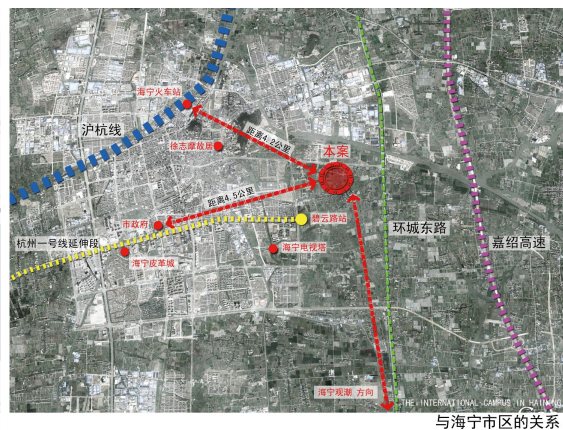 海宁火车站
沪杭线
距离4.2公里
徐志摩故居
本案
距离4.5公里
市政府
碧云路站
杭州一号线延伸段
环城东路
嘉绍高速
海宁电视塔
海宁皮革城
海宁观潮 方向
THE INTERNATIONAL CAMPUS IN HAINING
与海宁市区的关系